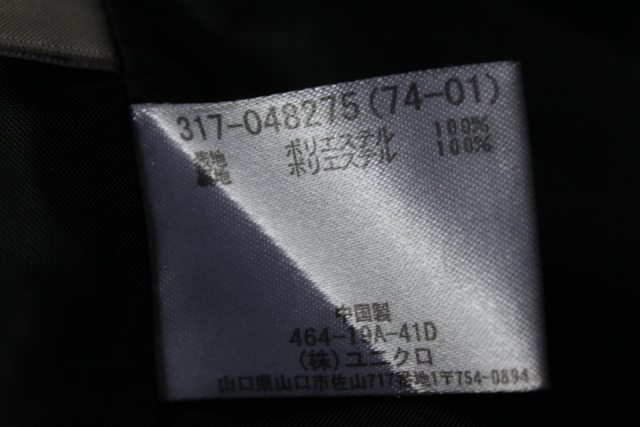 317-048275(74-01)
表地 ポリエステル 100%
裏地 ポリエステル 100%
中国製
464-19A-41D
(株)ユニクロ
山口県山口市佐山717番地1〒754-0894